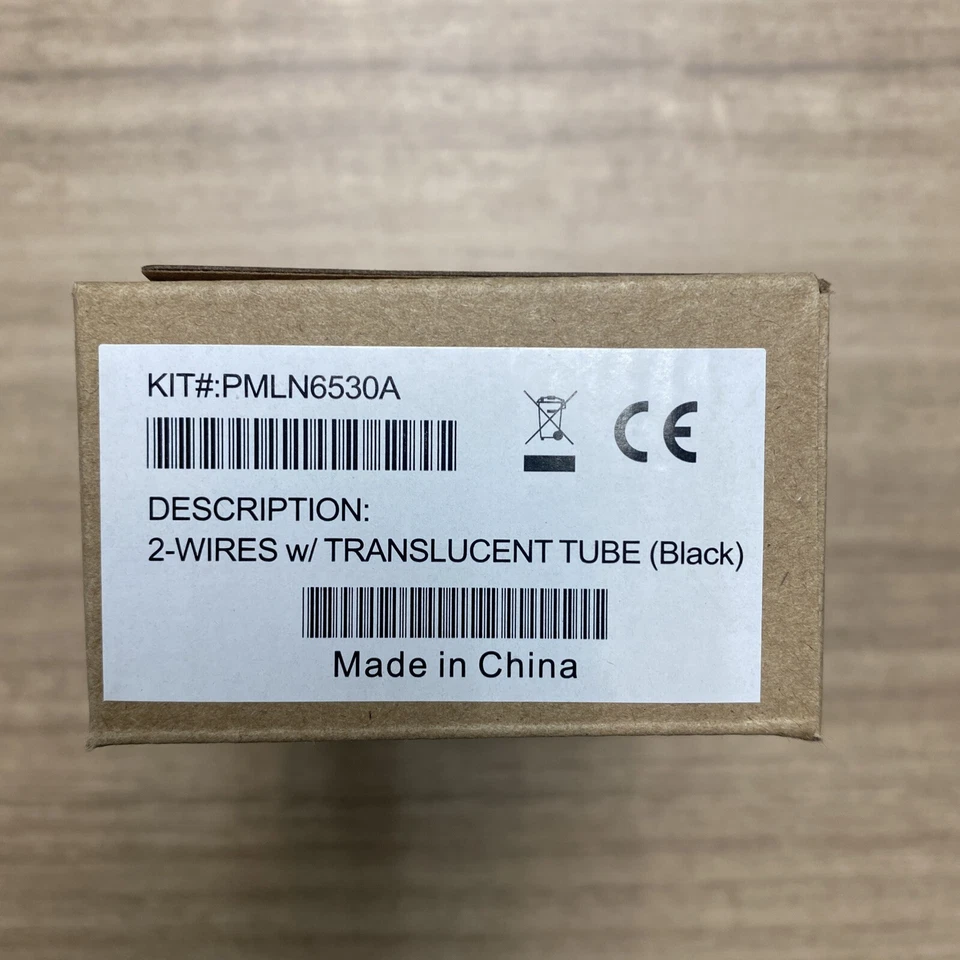 KIT#:PMLN6530A
CE
DESCRIPTION:
2-WIRES w/ TRANSLUCENT TUBE (Black)
Made in China